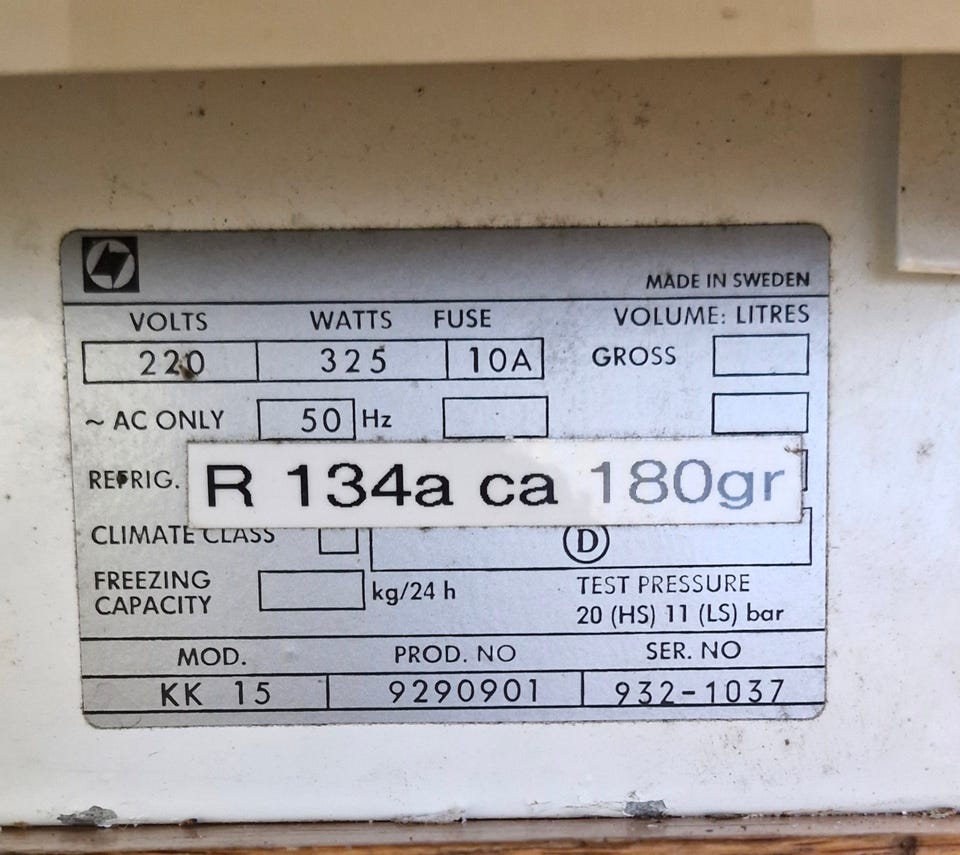 MADE IN SWEDEN
VOLTS WATTS FUSE VOLUME: LITRES
220 325 10A GROSS
~ AC ONLY 50 Hz
REFRIG. R 134a ca 180gr
CLIMATE CLASS D
FREEZING CAPACITY kg/24 h
TEST PRESSURE
20 (HS) 11 (LS) bar
MOD. PROD. NO SER. NO
KK 15 9290901 932-1037